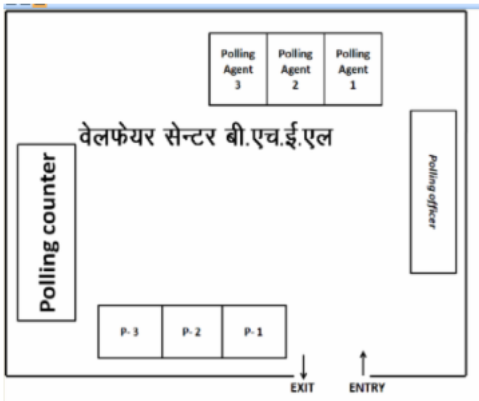 Polling
Agent
3
Polling
Agent
2
Polling
Agent
1
वेलफेयर सेन्टर बी.एच.ई.एल
Polling counter
Polling officer
P- 3
P- 2
P- 1
EXIT
ENTRY